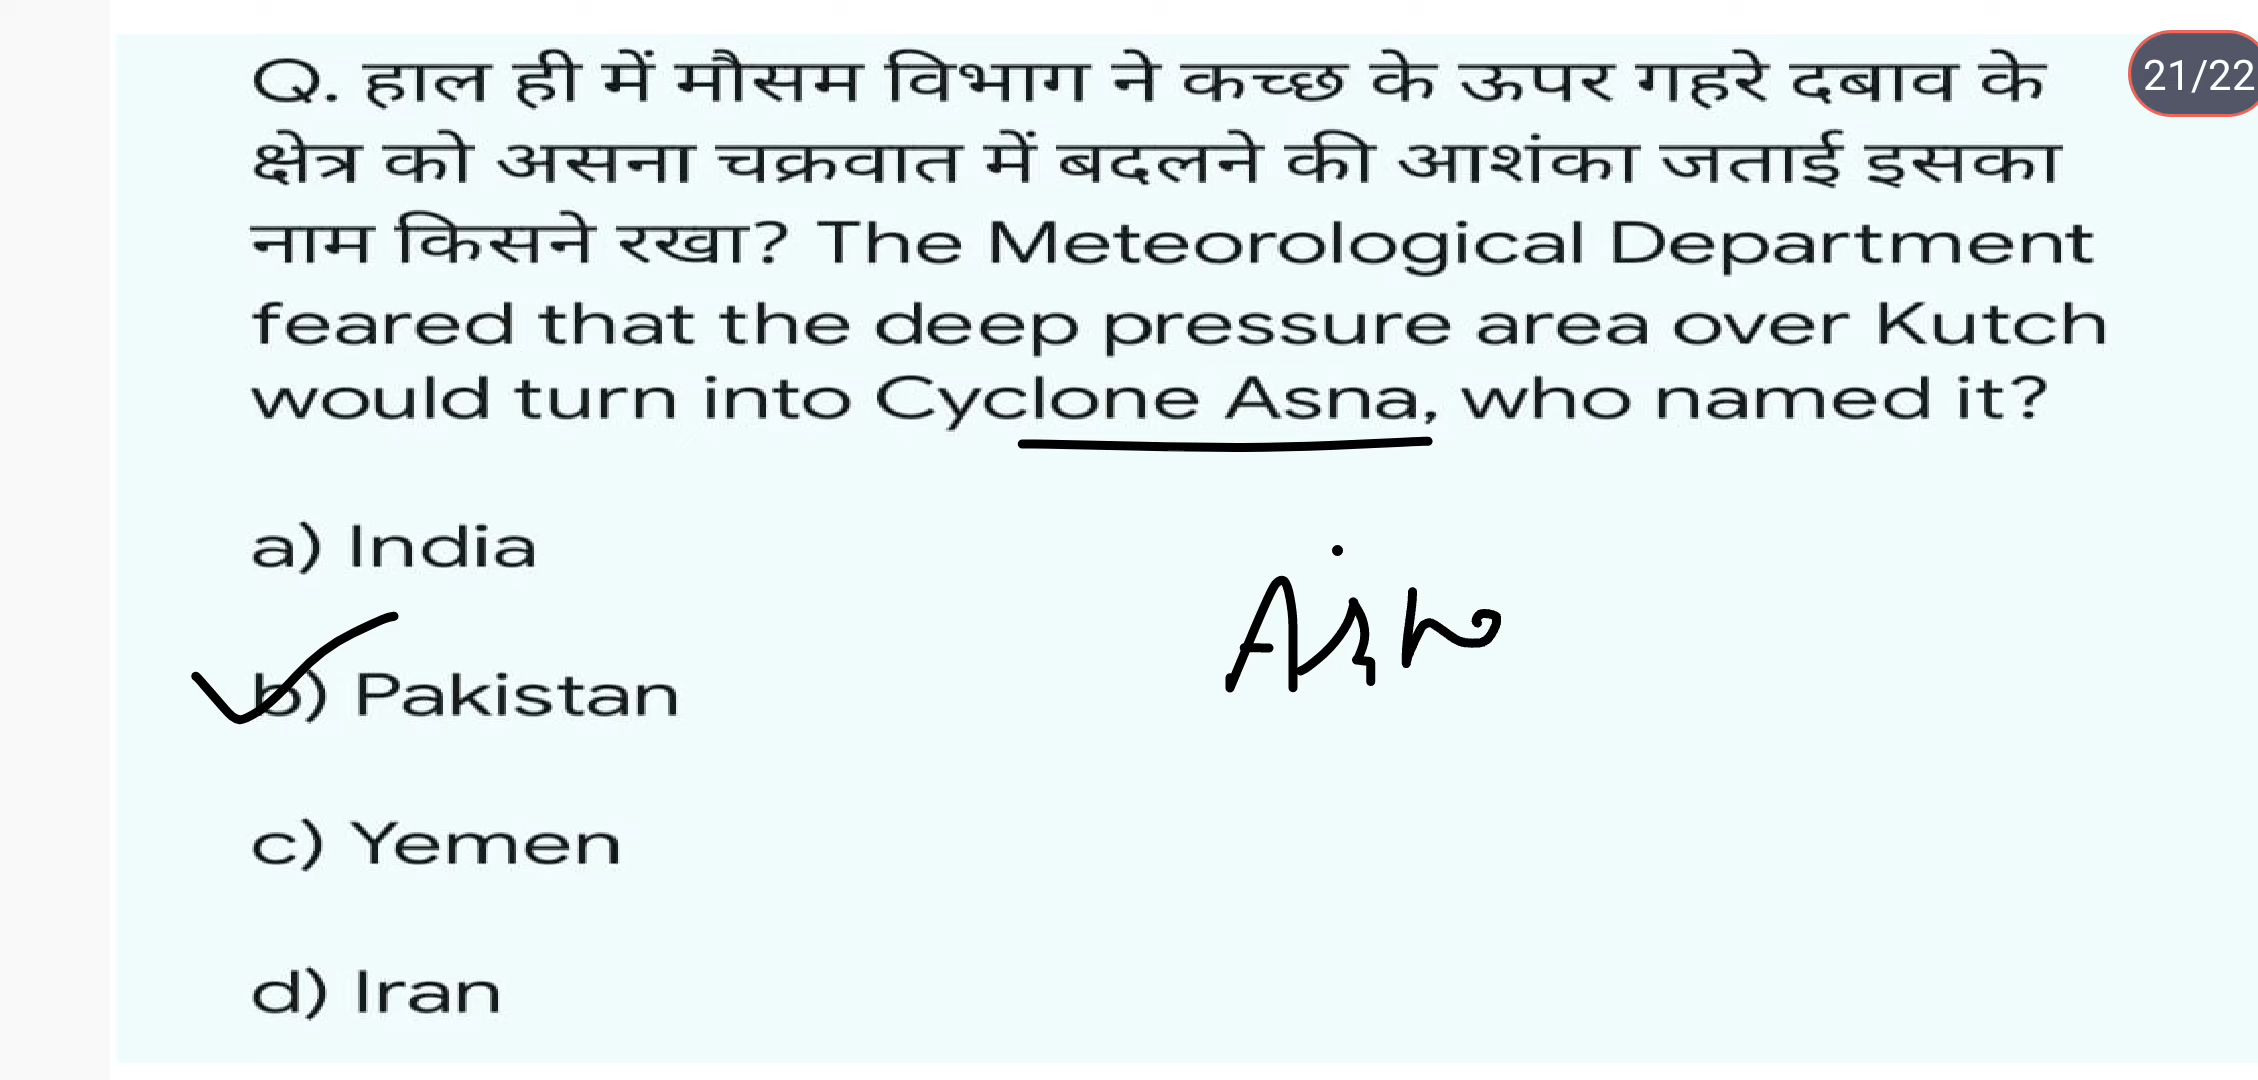 Q. हाल ही में मौसम विभाग ने कच्छ के ऊपर गहरे दबाव के
21/22
क्षेत्र को असना चक्रवात में बदलने की आशंका जताई इसका
नाम किसने रखा? The Meteorological Department
feared that the deep pressure area over Kutch
would turn into Cyclone Asna, who named it?
a) India
b) Pakistan
c) Yemen
d) Iran